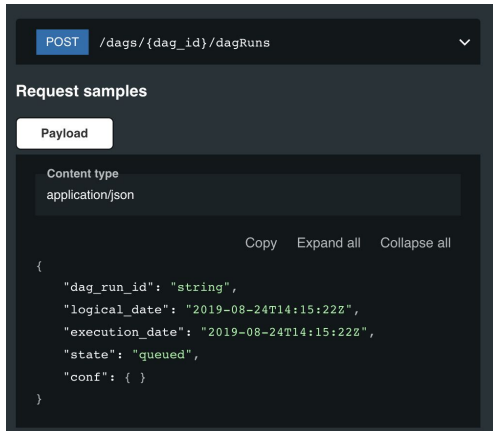 POST /dags/{dag_id}/dagRuns
Request samples
Payload
Content type
application/json
Copy Expand all Collapse all
{
"dag_run_id": "string",
"logical_date": "2019-08-24T14:15:22Z",
"execution_date": "2019-08-24T14:15:22Z",
"state": "queued",
"conf": { }
}